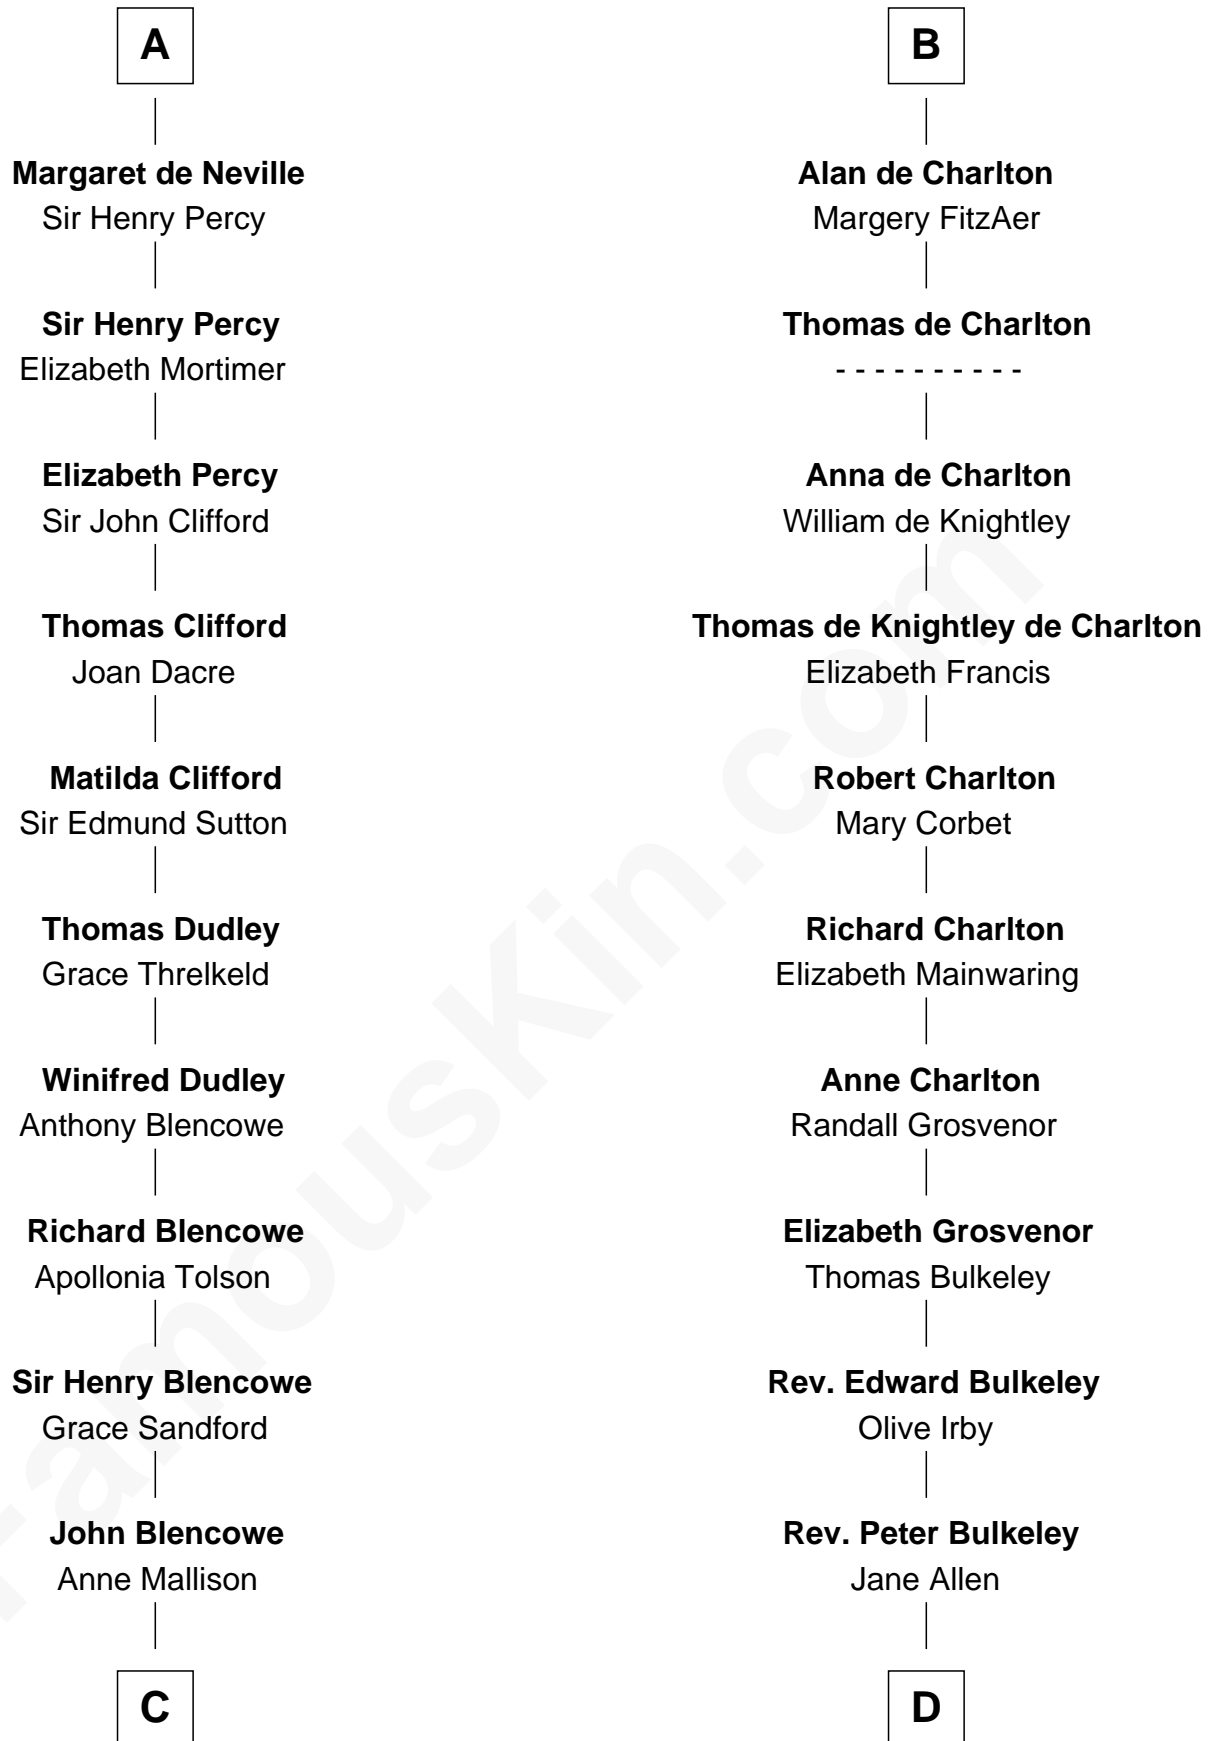 A
Margaret de Neville
Sir Henry Percy
Sir Henry Percy
Elizabeth Mortimer
Elizabeth Percy
Sir John Clifford
Thomas Clifford
Joan Dacre
Matilda Clifford
Sir Edmund Sutton
Thomas Dudley
Grace Threlkeld
Winifred Dudley
Anthony Blencowe
Richard Blencowe
Apollonia Tolson
Sir Henry Blencowe
Grace Sandford
John Blencowe
Anne Mallison
C
B
Alan de Charlton
Margery FitzAer
Thomas de Charlton
- - - - - - - - - -
Anna de Charlton
William de Knightley
Thomas de Knightley de Charlton
Elizabeth Francis
Robert Charlton
Mary Corbet
Richard Charlton
Elizabeth Mainwaring
Anne Charlton
Randall Grosvenor
Elizabeth Grosvenor
Thomas Bulkeley
Rev. Edward Bulkeley
Olive Irby
Rev. Peter Bulkeley
Jane Allen
D
FamousKin.com